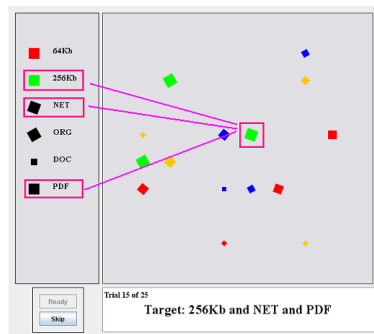 64Kb
256Kb
NET
ORG
DOC
PDF
Ready
Skip
Trial 15 of 25
Target: 256Kb and NET and PDF